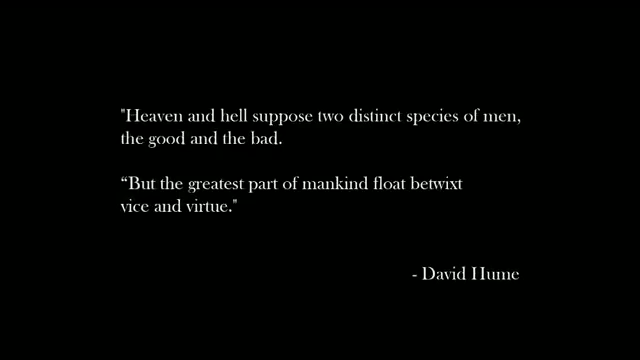 "Heaven and hell suppose two distinct species of men,
the good and the bad.
“But the greatest part of mankind float betwixt
vice and virtue."
- David Hume